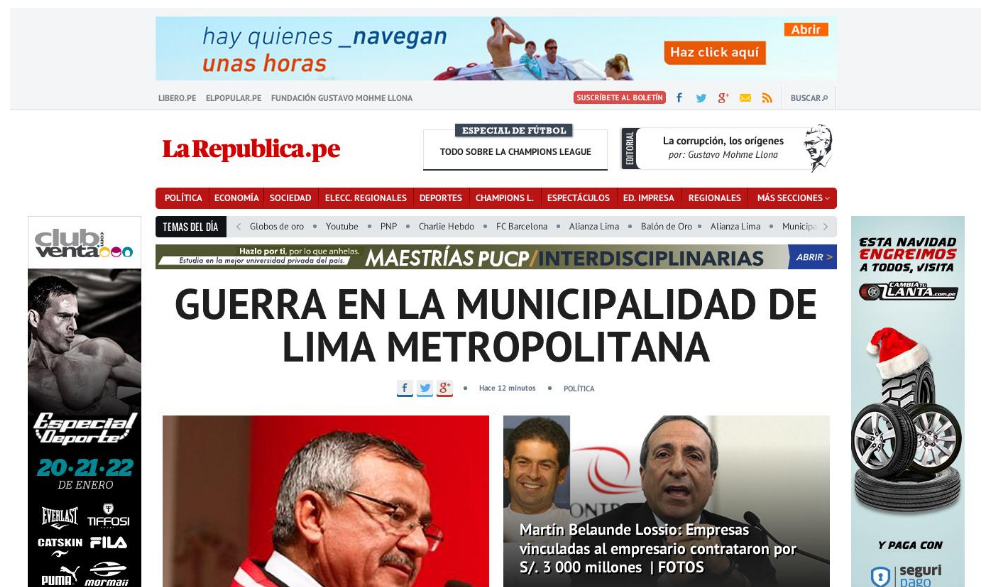 hay quienes _navegan
unas horas
Abrir
Haz click aquí
LIBERO.PE ELPOPULAR.PE FUNDACIÓN GUSTAVO MOHME LLONA
SUSCRÍBETE AL BOLETÍN
BUSCAR
LaRepublica.pe
ESPECIAL DE FÚTBOL
TODO SOBRE LA CHAMPIONS LEAGUE
EDITORIAL
La corrupción, los orígenes
por: Gustavo Mohme Llona
POLÍTICA ECONOMÍA SOCIEDAD ELECC. REGIONALES DEPORTES CHAMPIONS L. ESPECTÁCULOS ED. IMPRESA REGIONALES MÁS SECCIONES
TEMAS DEL DÍA
Globos de oro • Youtube • PNP • Charlie Hebdo • FC Barcelona • Alianza Lima • Balón de Oro • Alianza Lima • Municipa
Hazlo por ti, por lo que anhelas.
Estudia en la mejor universidad privada del país.
MAESTRÍAS PUCP/INTERDISCIPLINARIAS
ABRIR >
GUERRA EN LA MUNICIPALIDAD DE
LIMA METROPOLITANA
• Hace 12 minutos • POLÍTICA
Martín Belaunde Lossio: Empresas
vinculadas al empresario contrataron por
S/. 3 000 millones | FOTOS
club
venta
Especial
Deporte
20·21·22
DE ENERO
EVERLAST TIFFOSI
CATSKIN FILA
PUMA mormaii
ESTA NAVIDAD
ENGREIMOS
A TODOS, VISITA
CAMBIA TU
LLANTA.com.pe
Y PAGA CON
seguri
pago